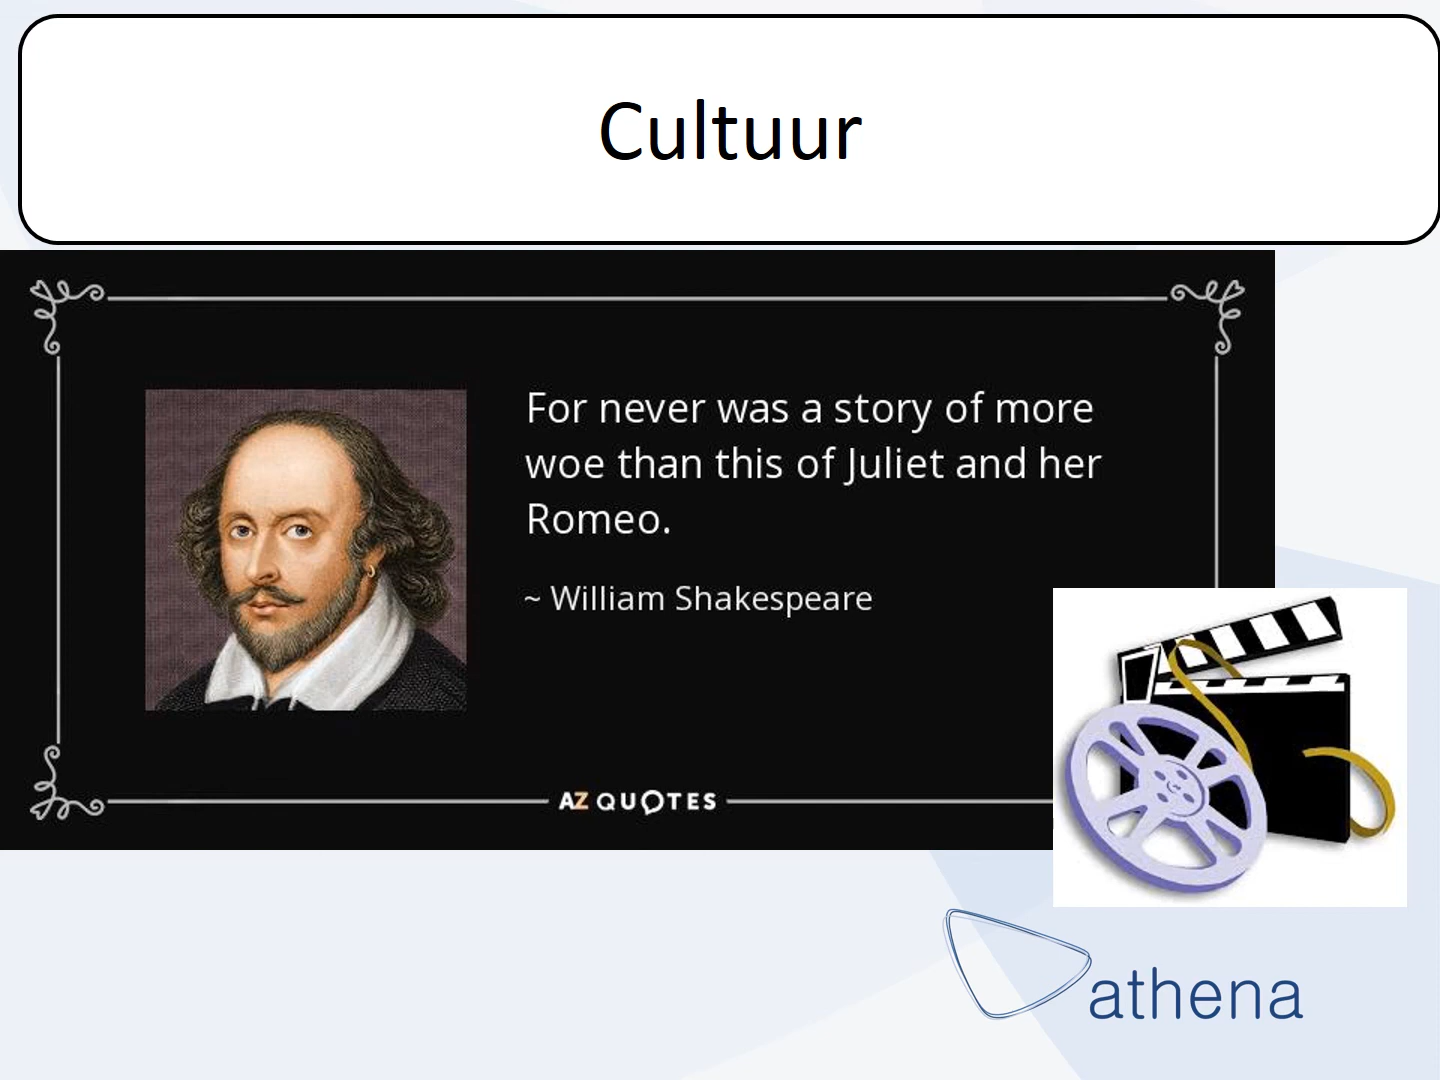 Cultuur
For never was a story of more
woe than this of Juliet and her
Romeo.
~ William Shakespeare
AZ QUOTES
athena